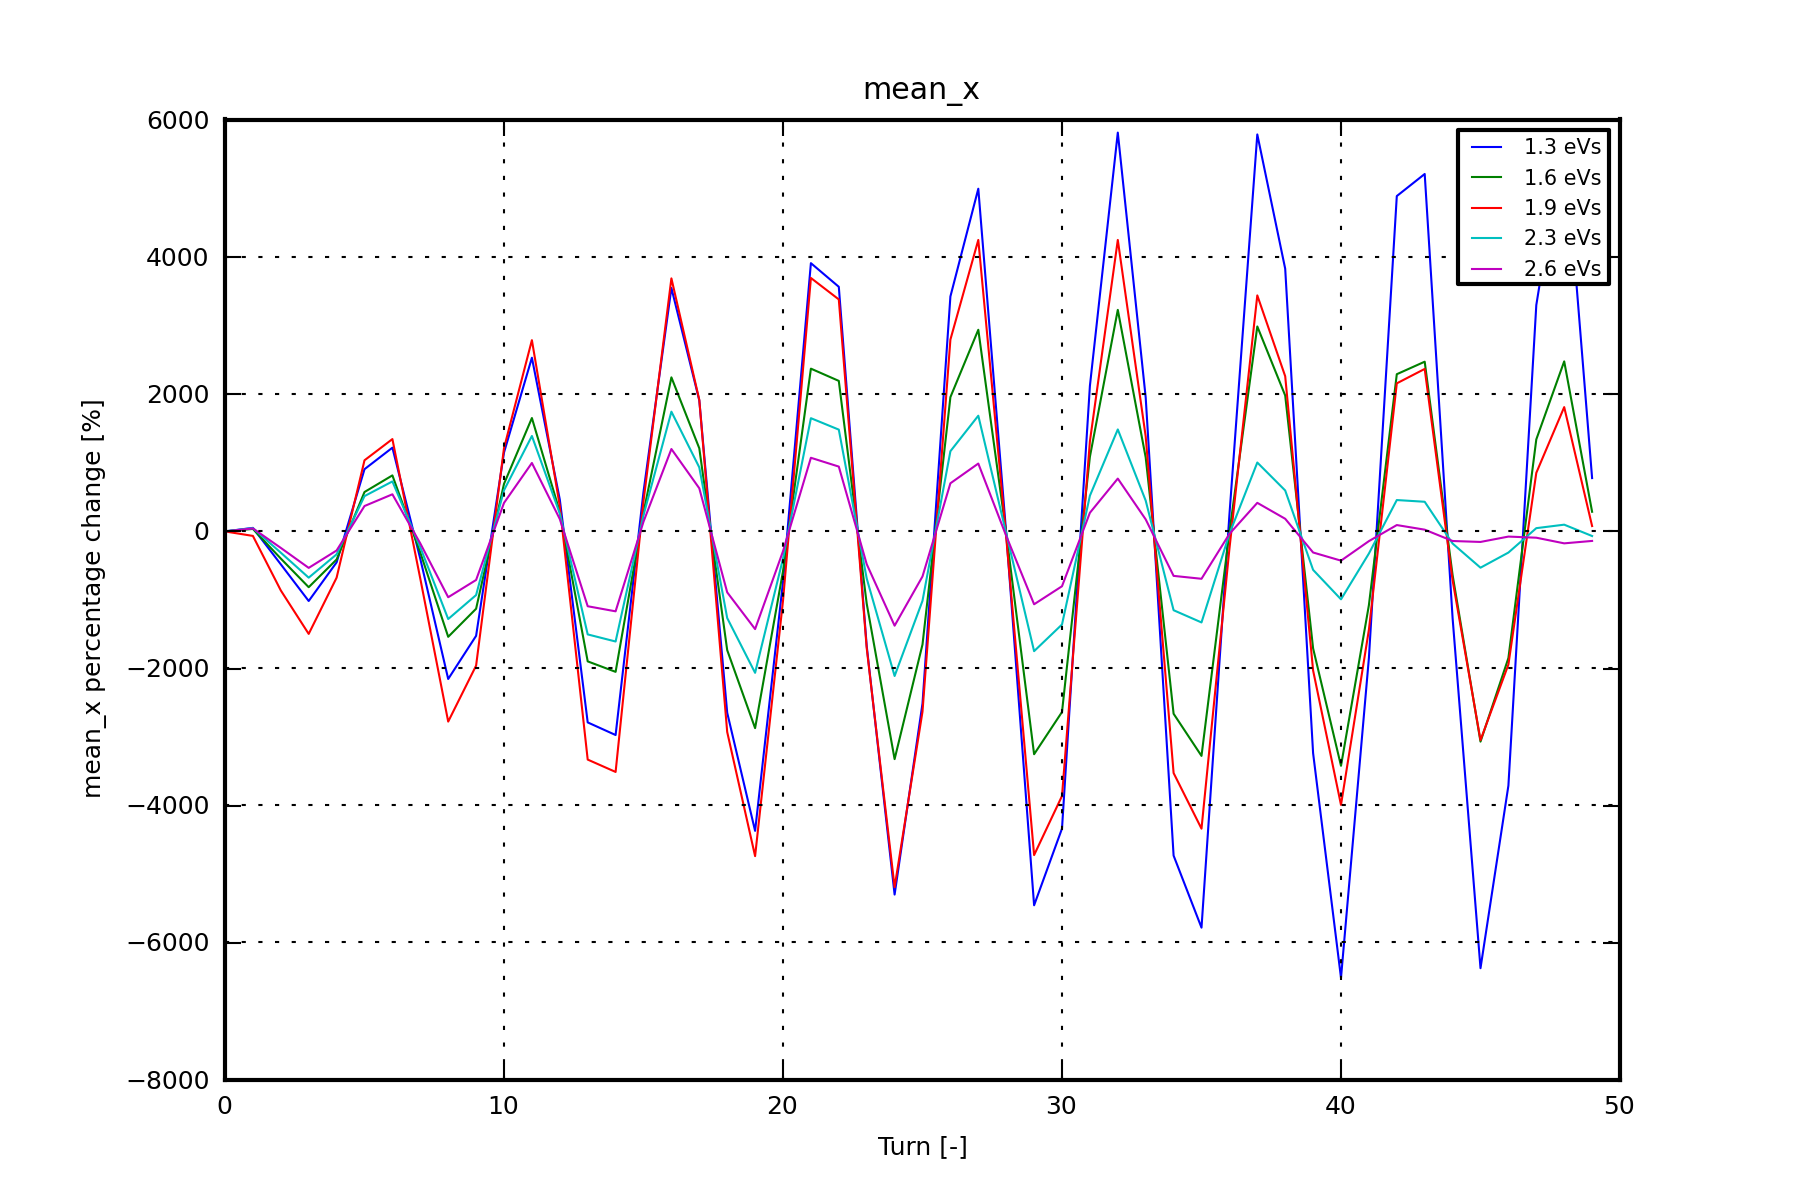 mean_x
6000
4000
2000
0
−2000
−4000
−6000
−8000
mean_x percentage change [%]
1.3 eVs
1.6 eVs
1.9 eVs
2.3 eVs
2.6 eVs
0 10 20 30 40 50
Turn [-]